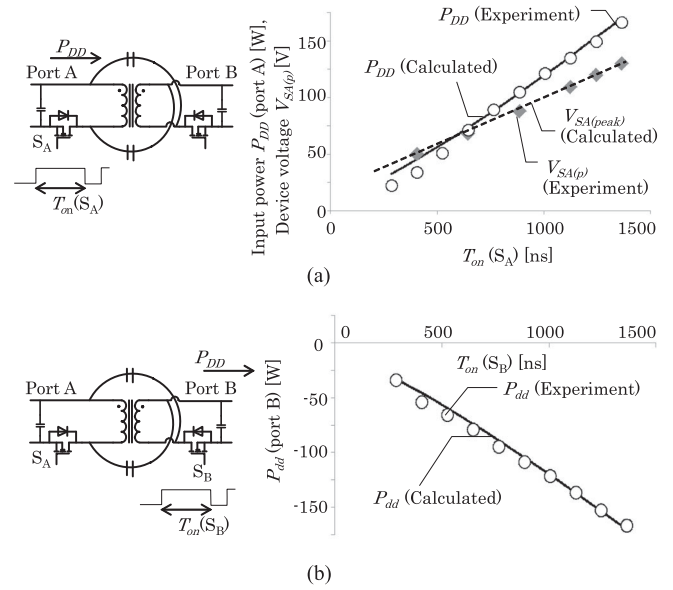 P_DD
Port A
Port B
S_A
T_on(S_A)
Input power P_DD (port A) [W],
Device voltage V_SA(p) [V]
150
100
50
0
0
500
1000
1500
T_on (S_A) [ns]
P_DD (Experiment)
P_DD (Calculated)
V_SA(peak)
(Calculated)
V_SA(p)
(Experiment)
(a)
P_DD
Port A
Port B
S_A
S_B
T_on(S_B)
P_dd (port B) [W]
0
500
1000
1500
T_on (S_B) [ns]
0
-50
-100
-150
P_dd (Experiment)
P_dd (Calculated)
(b)